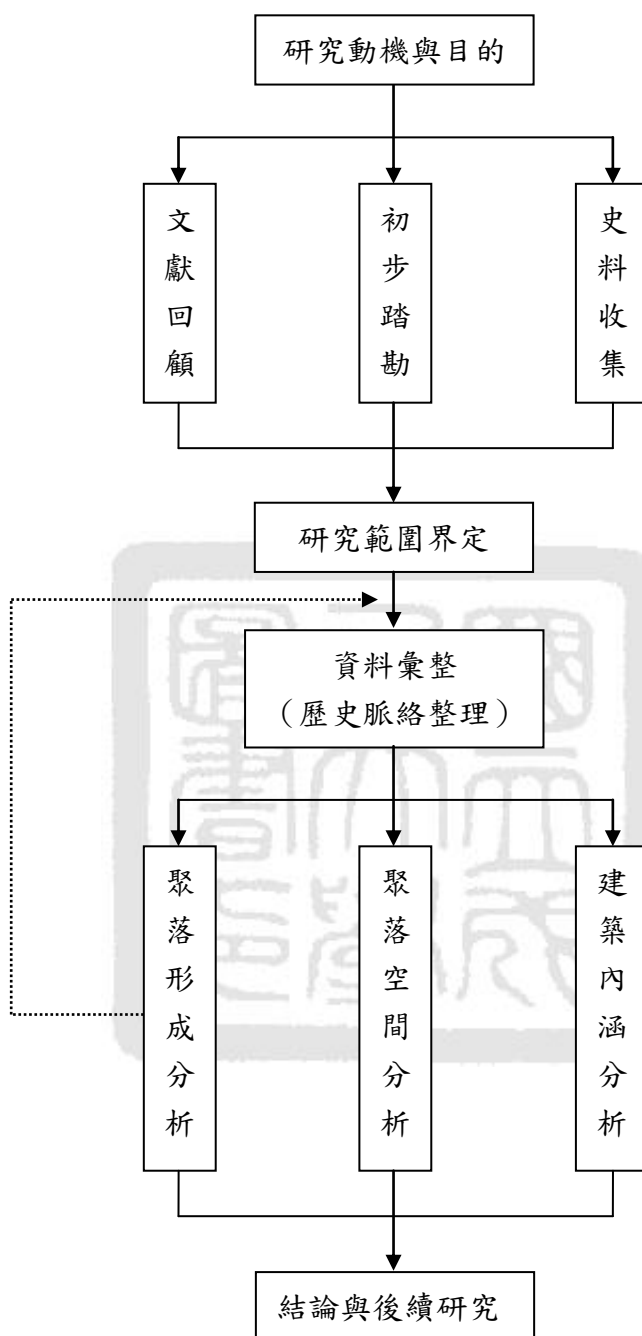 研究動機與目的
文獻回顧
初步踏勘
史料收集
研究範圍界定
資料彙整
（歷史脈絡整理）
聚落形成分析
聚落空間分析
建築內涵分析
結論與後續研究